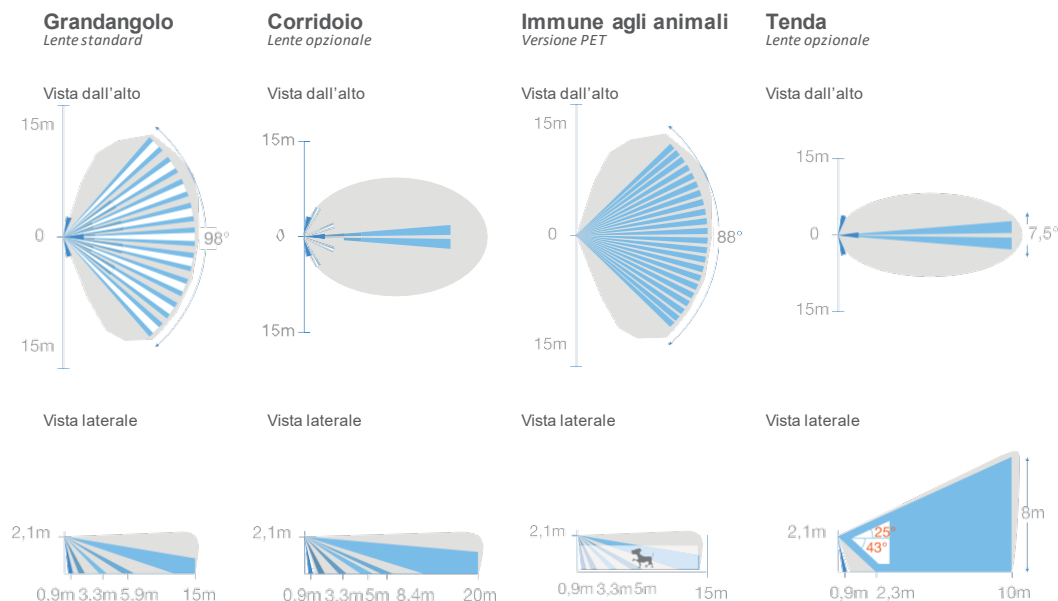 Grandangolo
Lente standard
Vista dall'alto
15m
0
98°
15m
Vista laterale
2,1m
0,9m 3,3m 5,9m 15m
Corridoio
Lente opzionale
Vista dall'alto
15m
0
15m
Vista laterale
2,1m
0,9m 3,3m 5m 8,4m 20m
Immune agli animali
Versione PET
Vista dall'alto
15m
0
88°
15m
Vista laterale
2,1m
0,9m 3,3m 5m 15m
Tenda
Lente opzionale
Vista dall'alto
15m
0
7,5°
15m
Vista laterale
2,1m
25°
43°
8m
0,9m 2,3m 10m